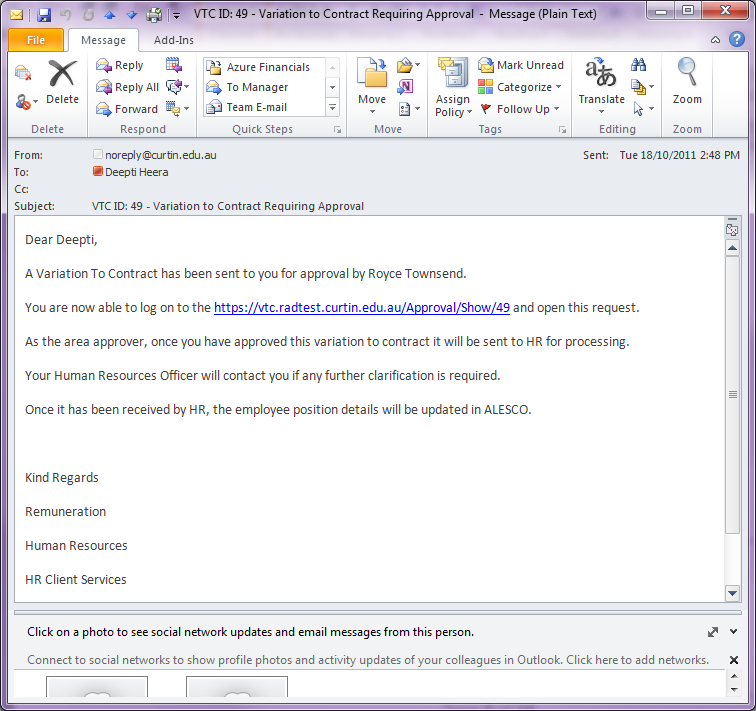 VTC ID: 49 - Variation to Contract Requiring Approval - Message (Plain Text)
File Message Add-Ins
Delete
Reply
Reply All
Forward
Azure Financials
To Manager
Team E-mail
Move
Assign Policy
Mark Unread
Categorize
Follow Up
Translate
Zoom
Delete Respond Quick Steps Move Tags Editing Zoom
From: noreply@curtin.edu.au Sent: Tue 18/10/2011 2:48 PM
To: Deepti Heera
Cc:
Subject: VTC ID: 49 - Variation to Contract Requiring Approval
Dear Deepti,
A Variation To Contract has been sent to you for approval by Royce Townsend.
You are now able to log on to the https://vtc.radtest.curtin.edu.au/Approval/Show/49 and open this request.
As the area approver, once you have approved this variation to contract it will be sent to HR for processing.
Your Human Resources Officer will contact you if any further clarification is required.
Once it has been received by HR, the employee position details will be updated in ALESCO.
Kind Regards
Remuneration
Human Resources
HR Client Services
Click on a photo to see social network updates and email messages from this person.
Connect to social networks to show profile photos and activity updates of your colleagues in Outlook. Click here to add networks.